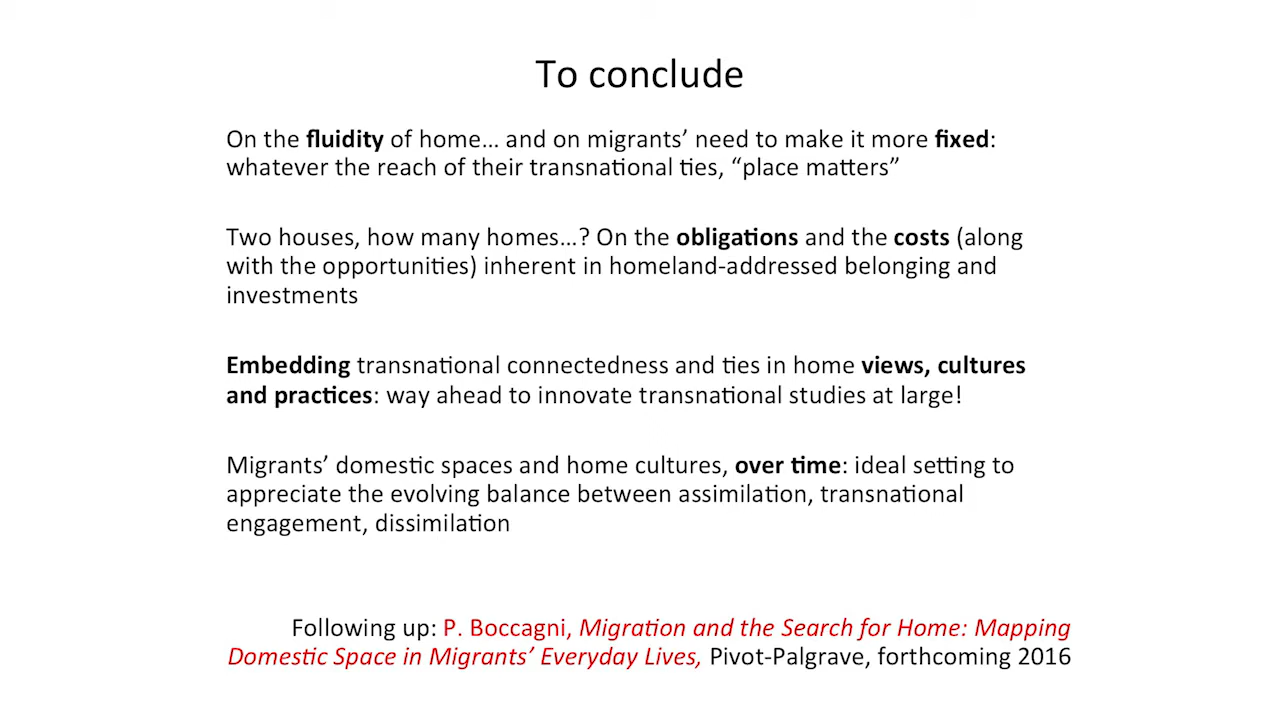 To conclude
On the fluidity of home… and on migrants’ need to make it more fixed:
whatever the reach of their transnational ties, “place matters”
Two houses, how many homes…? On the obligations and the costs (along
with the opportunities) inherent in homeland-addressed belonging and
investments
Embedding transnational connectedness and ties in home views, cultures
and practices: way ahead to innovate transnational studies at large!
Migrants’ domestic spaces and home cultures, over time: ideal setting to
appreciate the evolving balance between assimilation, transnational
engagement, dissimilation
Following up: P. Boccagni, Migration and the Search for Home: Mapping
Domestic Space in Migrants’ Everyday Lives, Pivot-Palgrave, forthcoming 2016